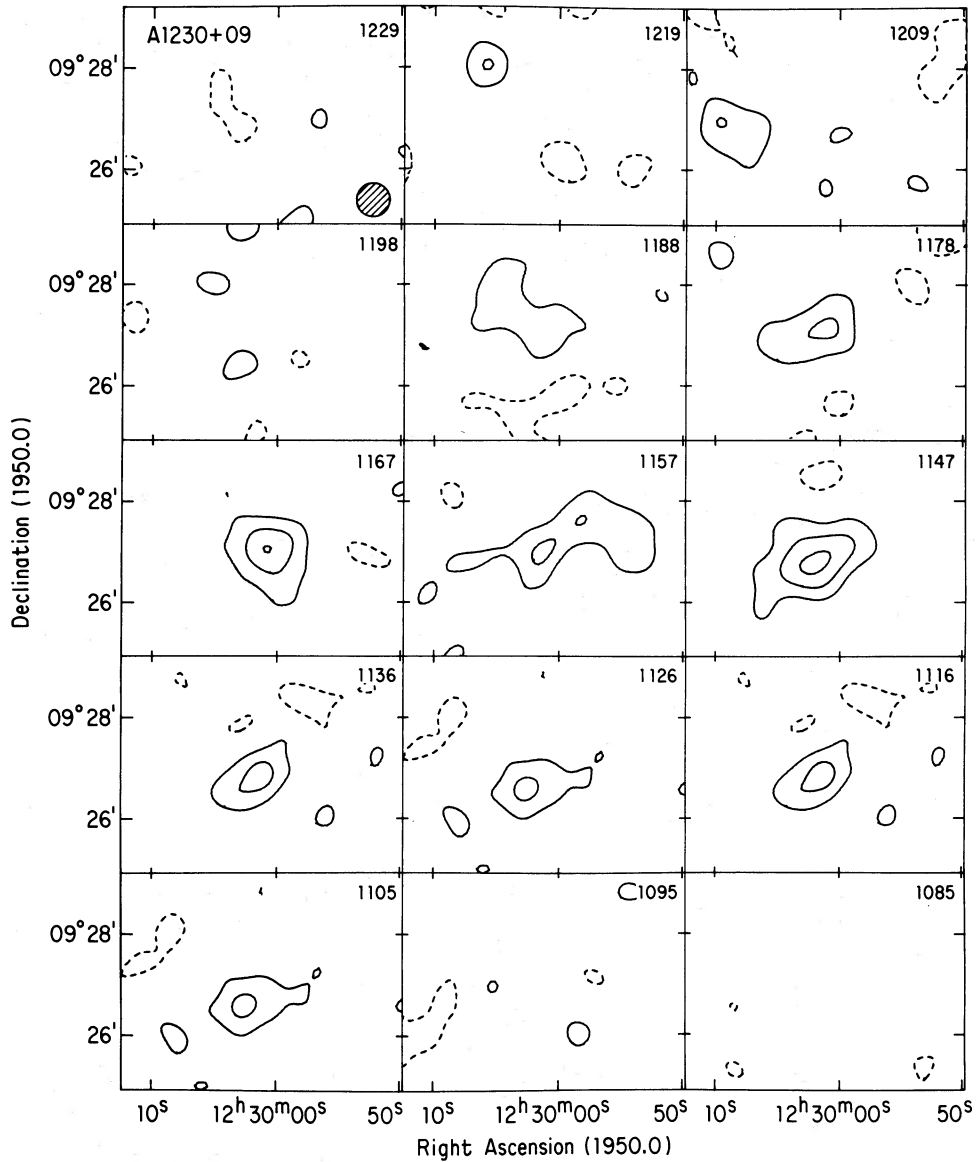 A1230+09 1229 1219 1209
09° 28'
26'
1198 1188 1178
09° 28'
26'
1167 1157 1147
09° 28'
26'
1136 1126 1116
09° 28'
26'
1105 1095 1085
09° 28'
26'
10ˢ 12ʰ30ᵐ00ˢ 50ˢ 10ˢ 12ʰ30ᵐ00ˢ 50ˢ 10ˢ 12ʰ30ᵐ00ˢ 50ˢ
Right Ascension (1950.0)
Declination (1950.0)